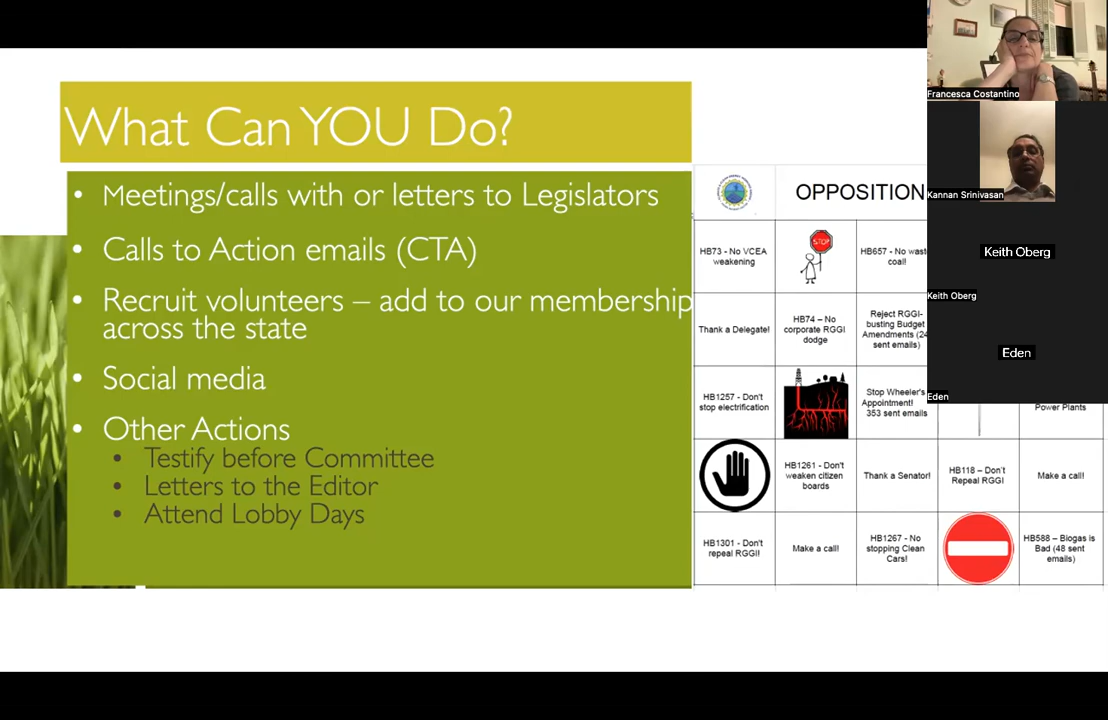 What Can YOU Do?
• Meetings/calls with or letters to Legislators
• Calls to Action emails (CTA)
• Recruit volunteers – add to our membership
across the state
• Social media
• Other Actions
• Testify before Committee
• Letters to the Editor
• Attend Lobby Days
OPPOSITION
HB73 - No VCEA
weakening
STOP
HB657 - No wast
coal!
Thank a Delegate!
HB74 – No
corporate RGGI
dodge
Reject RGGI-
busting Budget
Amendments (24
sent emails)
HB1257 - Don't
stop electrification
Stop Wheeler's
Appointment!
353 sent emails
Power Plants
HB1261 - Don't
weaken citizen
boards
Thank a Senator!
HB118 – Don't
Repeal RGGI
Make a call!
HB1301 - Don't
repeal RGGI!
Make a call!
HB1267 - No
stopping Clean
Cars!
HB588 – Biogas is
Bad (48 sent
emails)
Francesca Costantino
Kannan Srinivasan
Keith Oberg
Keith Oberg
Eden
Eden